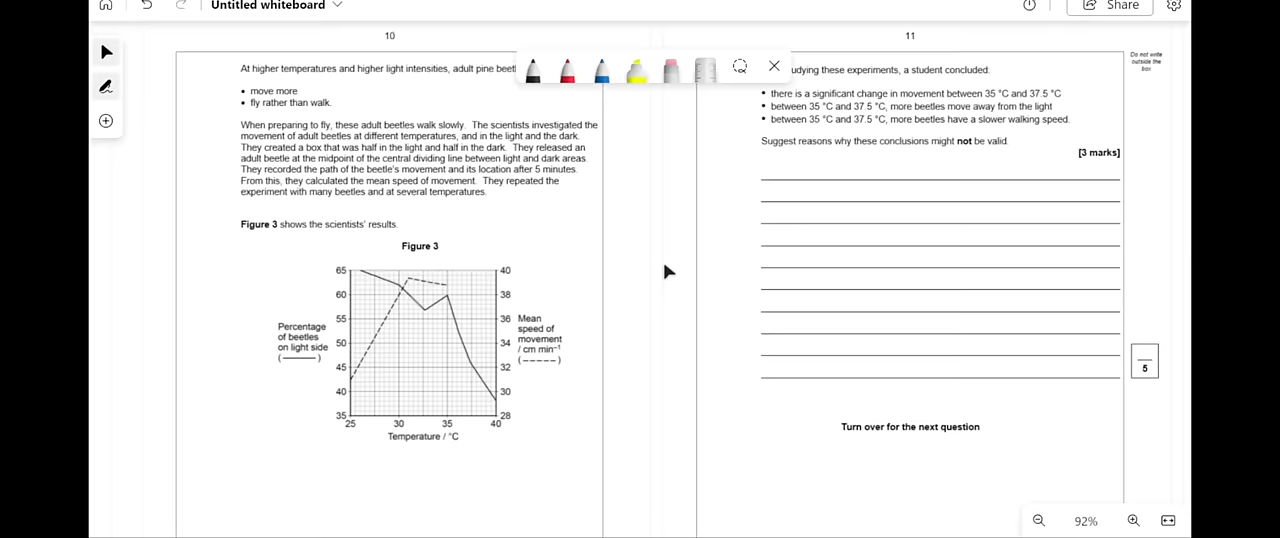 Untitled whiteboard
Share
10
At higher temperatures and higher light intensities, adult pine
• move more
• fly rather than walk.
When preparing to fly, these adult beetles walk slowly. The scientists investigated the
movement of adult beetles at different temperatures, and in the light and the dark.
They created a box that was half in the light and half in the dark. They released an
adult beetle at the midpoint of the central dividing line between light and dark areas.
They recorded the path of the beetle's movement and its location after 5 minutes.
From this, they calculated the mean speed of movement. They repeated the
experiment with many beetles and at several temperatures.
Figure 3 shows the scientists' results.
Figure 3
65
60
55
50
45
40
35
Percentage
of beetles
on light side
(———)
40
38
36
34
32
30
28
Mean
speed of
movement
/ cm min⁻¹
(-----)
25 30 35 40
Temperature / °C
11
Do not write
outside the
box
udying these experiments, a student concluded.
• there is a significant change in movement between 35 °C and 37.5 °C
• between 35 °C and 37.5 °C, more beetles move away from the light
• between 35 °C and 37.5 °C, more beetles have a slower walking speed.
Suggest reasons why these conclusions might not be valid.
[3 marks]
5
Turn over for the next question
92%